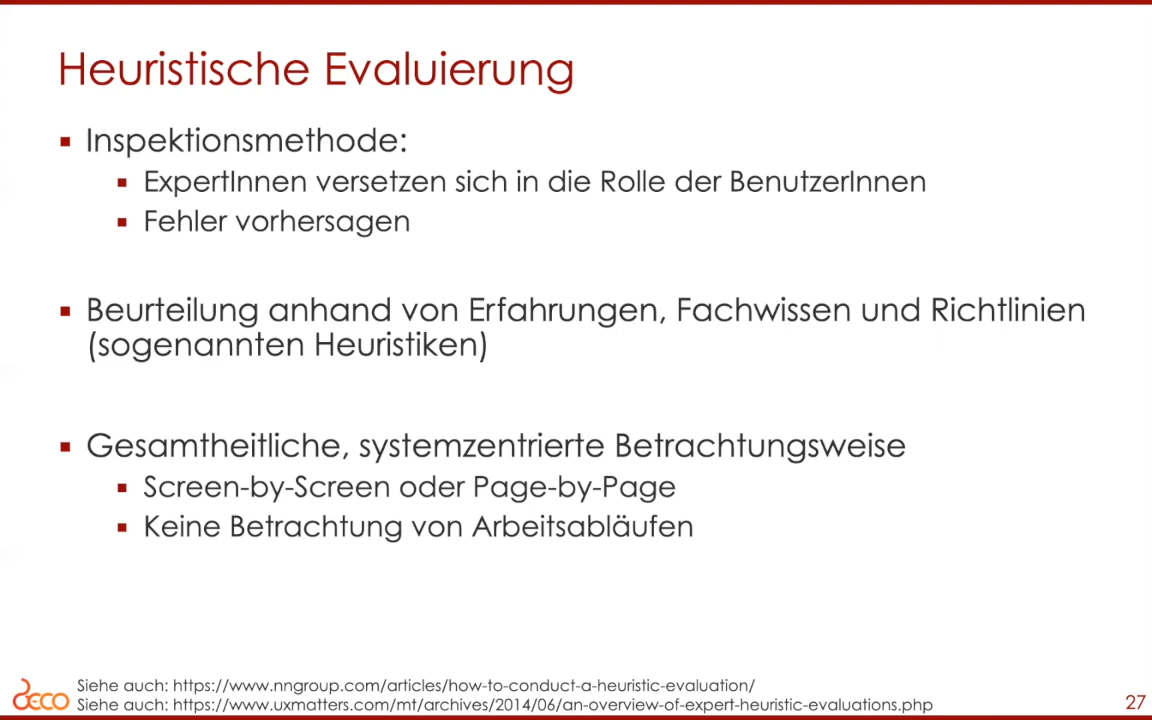 Heuristische Evaluierung
▪ Inspektionsmethode:
▪ ExpertInnen versetzen sich in die Rolle der BenutzerInnen
▪ Fehler vorhersagen
▪ Beurteilung anhand von Erfahrungen, Fachwissen und Richtlinien
(sogenannten Heuristiken)
▪ Gesamtheitliche, systemzentrierte Betrachtungsweise
▪ Screen-by-Screen oder Page-by-Page
▪ Keine Betrachtung von Arbeitsabläufen
Siehe auch: https://www.nngroup.com/articles/how-to-conduct-a-heuristic-evaluation/
Siehe auch: https://www.uxmatters.com/mt/archives/2014/06/an-overview-of-expert-heuristic-evaluations.php
DECO
27